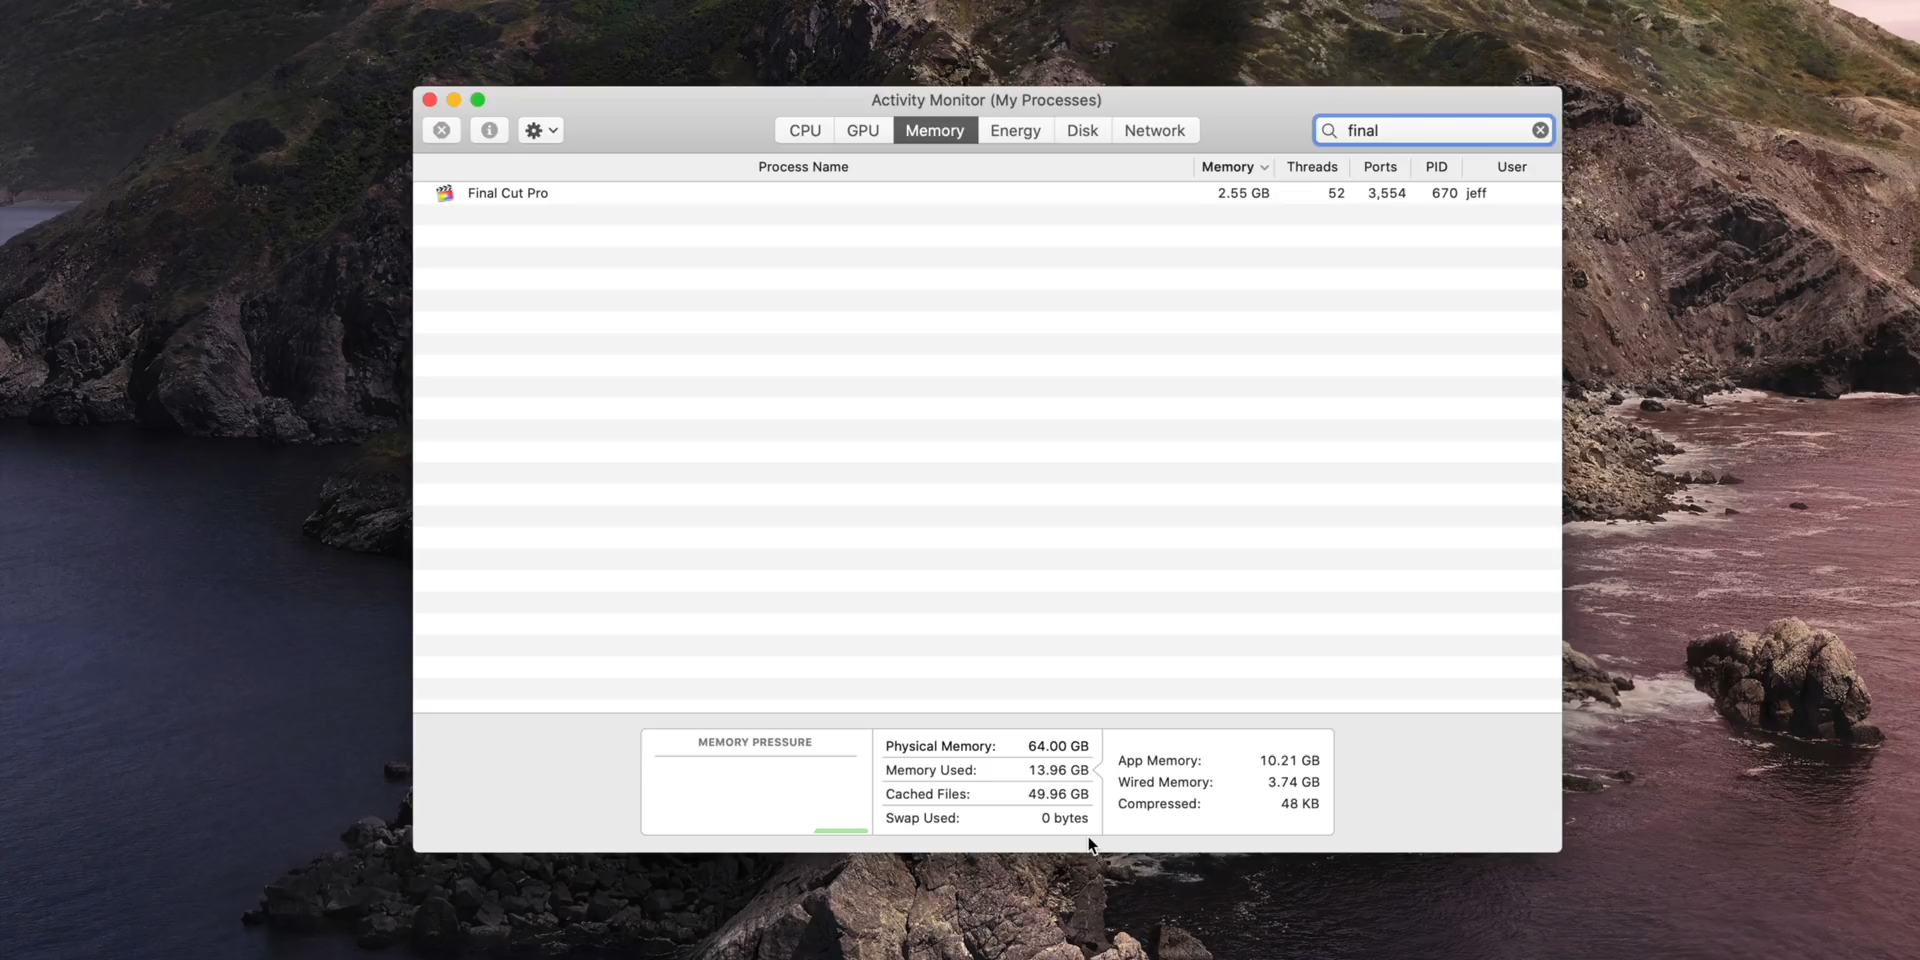 Activity Monitor (My Processes)
CPU GPU Memory Energy Disk Network final
Process Name Memory Threads Ports PID User
Final Cut Pro 2.55 GB 52 3,554 670 jeff
MEMORY PRESSURE
Physical Memory: 64.00 GB
Memory Used: 13.96 GB
Cached Files: 49.96 GB
Swap Used: 0 bytes
App Memory: 10.21 GB
Wired Memory: 3.74 GB
Compressed: 48 KB